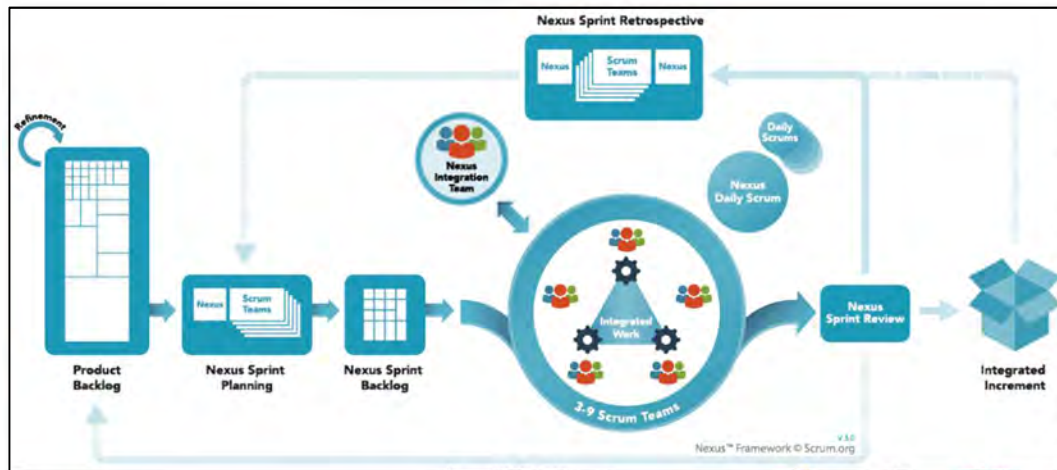 Nexus Sprint Retrospective
Nexus
Scrum
Teams
Nexus
Refinement
Daily
Scrums
Nexus
Integration
Team
Nexus
Daily Scrum
Nexus
Scrum
Teams
Integrated
Work
Nexus
Sprint Review
Product
Backlog
Nexus Sprint
Planning
Nexus Sprint
Backlog
Integrated
Increment
3-9 Scrum Teams
V 3.0
Nexus™ Framework © Scrum.org